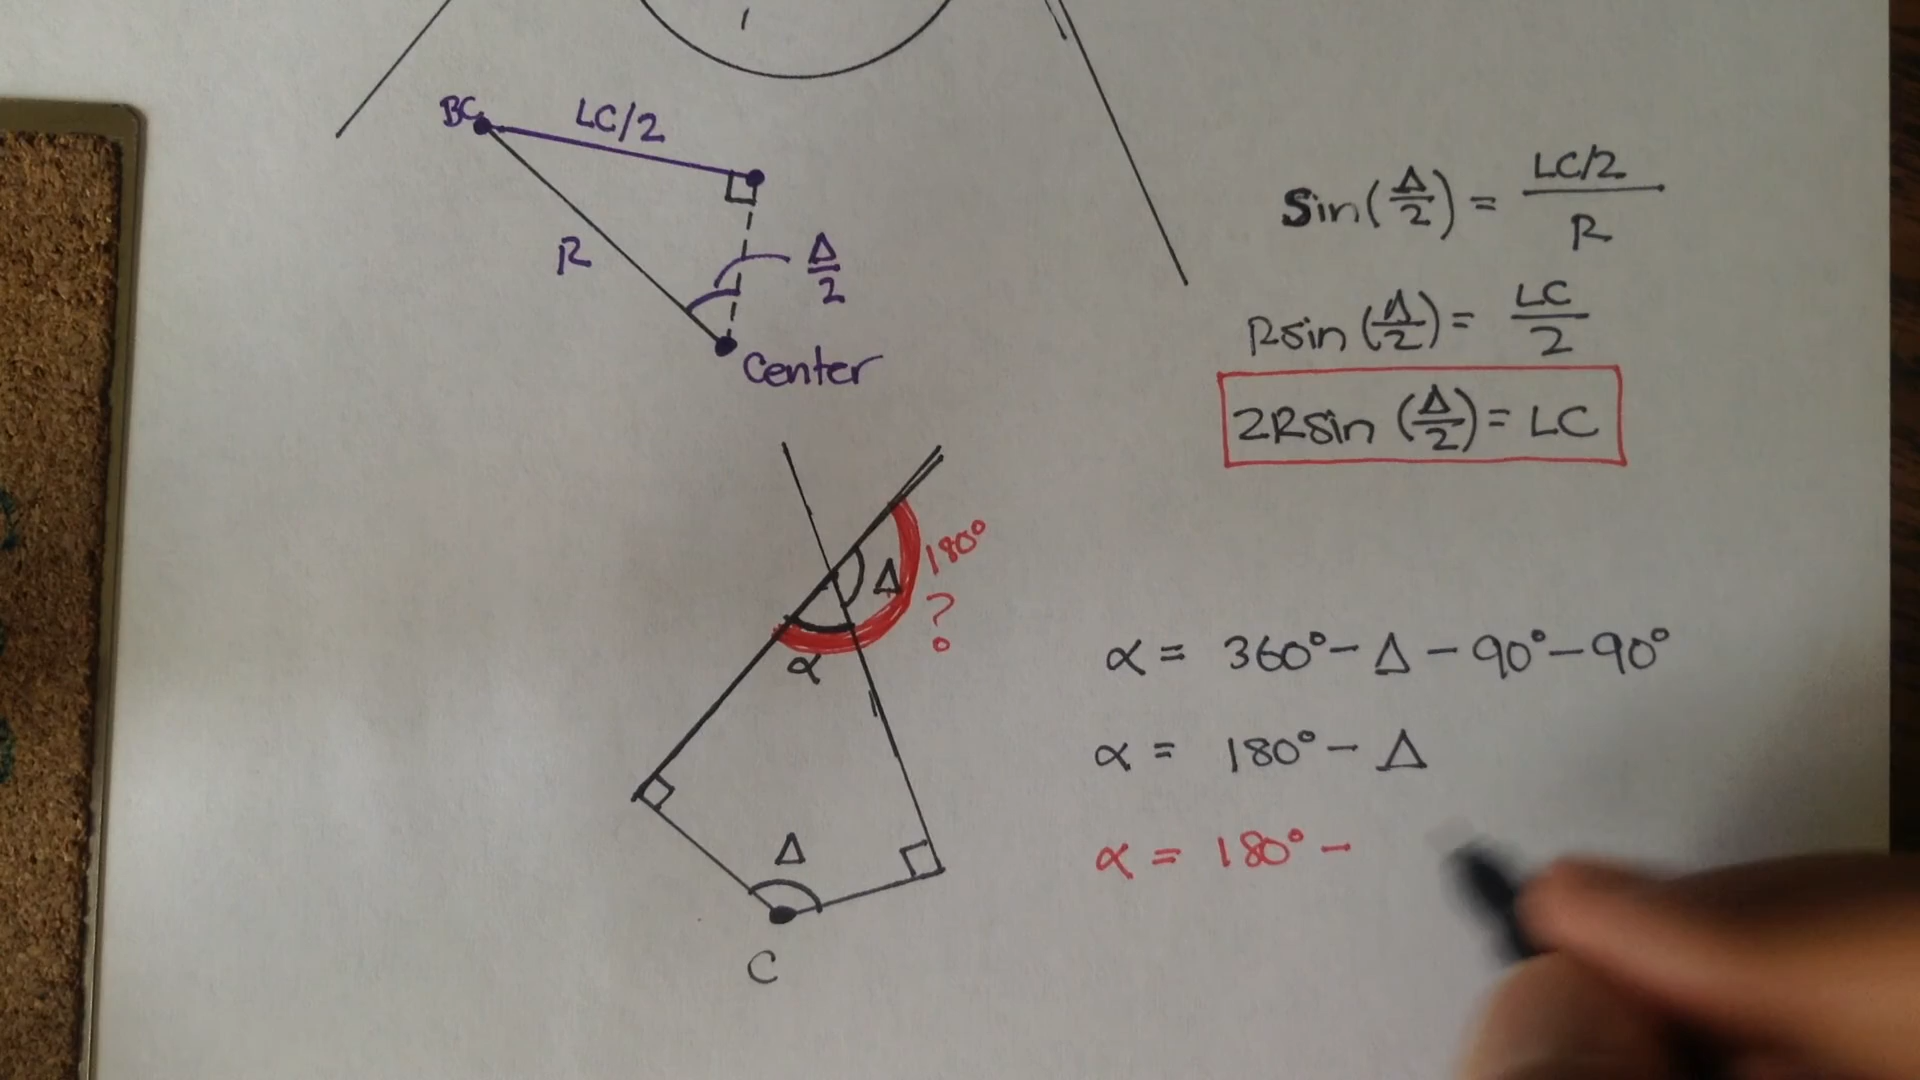 BC
LC/2
R
Δ/2
Center
Sin(Δ/2) = LC/2 / R
Rsin(Δ/2) = LC/2
2Rsin(Δ/2) = LC
180°
Δ
?
α
Δ
C
α = 360° - Δ - 90° - 90°
α = 180° - Δ
α = 180° -